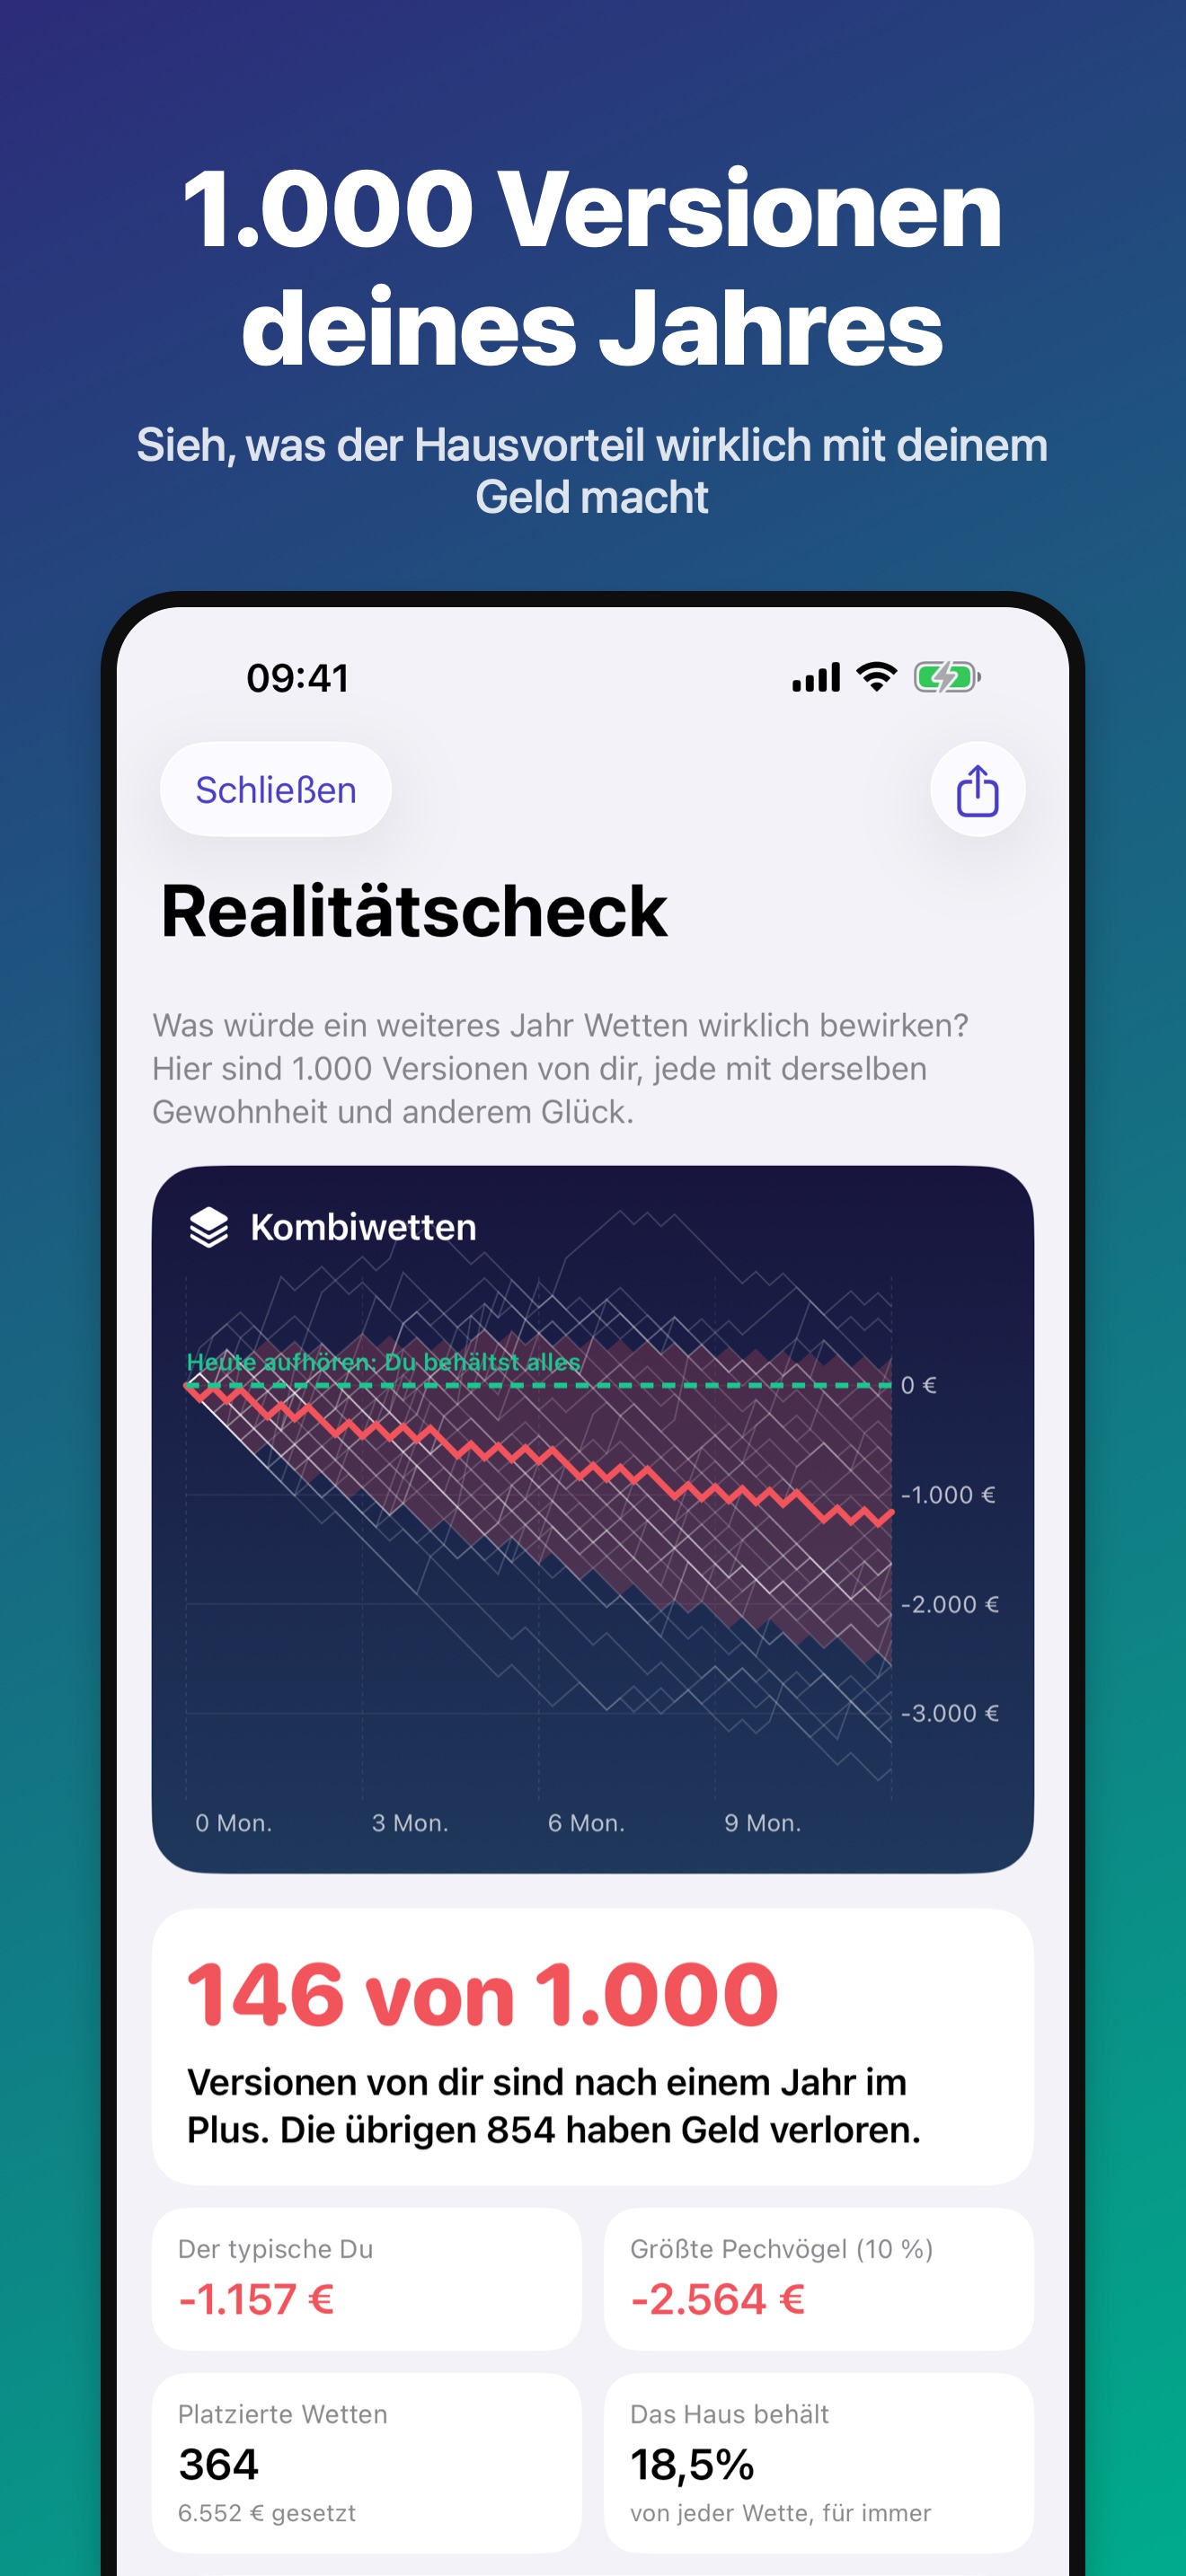 1.000 Versionen
deines Jahres
Sieh, was der Hausvorteil wirklich mit deinem
Geld macht
09:41
Schließen
Realitätscheck
Was würde ein weiteres Jahr Wetten wirklich bewirken?
Hier sind 1.000 Versionen von dir, jede mit derselben
Gewohnheit und anderem Glück.
Kombiwetten
Heute aufhören: Du behältst alles
0 €
-1.000 €
-2.000 €
-3.000 €
0 Mon.
3 Mon.
6 Mon.
9 Mon.
146 von 1.000
Versionen von dir sind nach einem Jahr im
Plus. Die übrigen 854 haben Geld verloren.
Der typische Du
-1.157 €
Größte Pechvögel (10 %)
-2.564 €
Platzierte Wetten
364
6.552 € gesetzt
Das Haus behält
18,5%
von jeder Wette, für immer